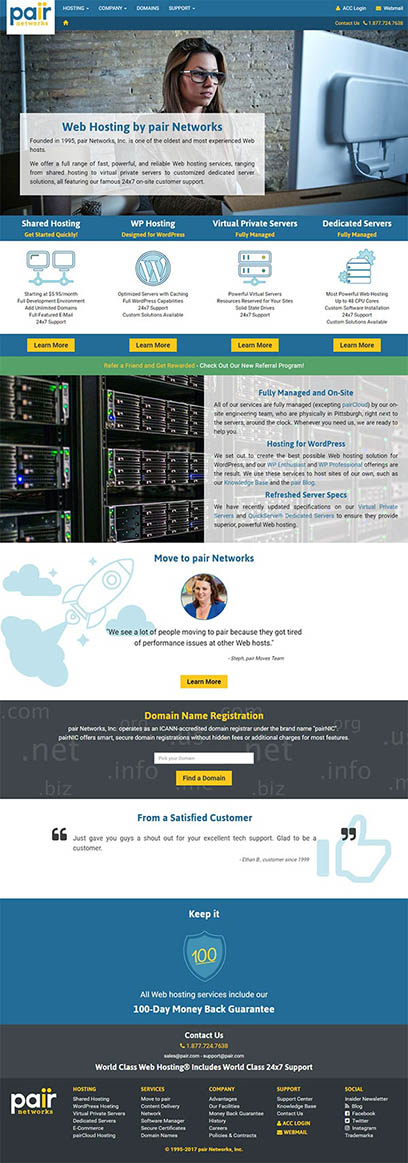 pair
networks
HOSTING COMPANY DOMAINS SUPPORT
ACC Login Webmail
Contact Us 1.877.724.7638
Web Hosting by pair Networks
Founded in 1995, pair Networks, Inc. is one of the oldest and most experienced Web
hosts.
We offer a full range of fast, powerful, and reliable Web hosting services, ranging
from shared hosting to virtual private servers to customized dedicated server
solutions, all featuring our famous 24x7 on-site customer support.
Shared Hosting
Get Started Quickly!
WP Hosting
Designed for WordPress
Virtual Private Servers
Fully Managed
Dedicated Servers
Fully Managed
Starting at $5.95/month
Full Development Environment
Add Unlimited Domains
Full-Featured E-Mail
24x7 Support
Optimized Servers with Caching
Full WordPress Capabilities
24x7 Support
Custom Solutions Available
Powerful Virtual Servers
Resources Reserved for Your Sites
Solid State Drives
24x7 Support
Most Powerful Web Hosting
Up to 48 CPU Cores
Custom Software Installation
24x7 Support
Custom Solutions Available
Learn More
Learn More
Learn More
Learn More
Refer a Friend and Get Rewarded - Check Out Our New Referral Program!
Fully Managed and On-Site
All of our services are fully managed (excepting pairCloud) by our on-
site engineering team, who are physically in Pittsburgh, right next to
the servers, around the clock. Whenever you need us, we are ready to
help you.
Hosting for WordPress
We set out to create the best possible Web hosting solution for
WordPress, and our WP Enthusiast and WP Professional offerings are
the result. We use these services to host sites of our own, such as
our Knowledge Base and the pair Blog.
Refreshed Server Specs
We have recently updated specifications on our Virtual Private
Servers and QuickServe® Dedicated Servers to ensure they provide
superior, powerful Web hosting.
Move to pair Networks
"We see a lot of people moving to pair because they got tired
of performance issues at other Web hosts."
- Steph, pair Moves Team
Learn More
.com
.net
.biz
.info
.us
.org
.info
.me
.u
.n
.m
Domain Name Registration
pair Networks, Inc. operates as an ICANN-accredited domain registrar under the brand name "pairNIC".
pairNIC offers smart, secure domain registrations without hidden fees or additional charges for most features.
Pick your Domain
Find a Domain
From a Satisfied Customer
Just gave you guys a shout out for your excellent tech support. Glad to be a
customer.
- Ethan B., customer since 1999
Keep it
100
All Web hosting services include our
100-Day Money Back Guarantee
Contact Us
1.877.724.7638
sales@pair.com - support@pair.com
World Class Web Hosting® Includes World Class 24x7 Support
pair
networks
HOSTING
Shared Hosting
WordPress Hosting
Virtual Private Servers
Dedicated Servers
E-Commerce
pairCloud Hosting
SERVICES
Move to pair
Content Delivery
Network
Software Manager
Secure Certificates
Domain Names
COMPANY
Advantages
Our Facilities
Money Back Guarantee
History
Careers
Policies & Contracts
SUPPORT
Support Center
Knowledge Base
Contact Us
ACC LOGIN
WEBMAIL
SOCIAL
Insider Newsletter
Blog
Facebook
Twitter
Instagram
Trademarks
© 1995-2017 pair Networks, Inc.